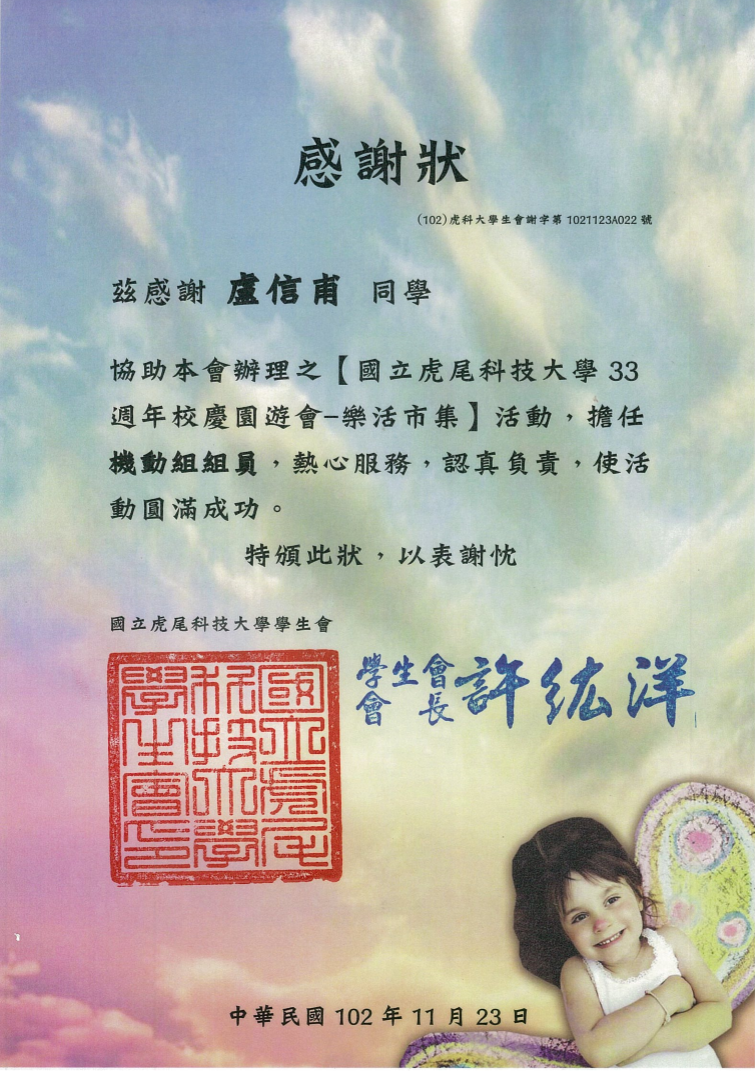 感謝狀
(102)虎科大學生會謝字第 1021123A022 號
茲感謝 盧信甫 同學
協助本會辦理之【國立虎尾科技大學 33
週年校慶園遊會-樂活市集】活動，擔任
機動組組員，熱心服務，認真負責，使活
動圓滿成功。
特頒此狀，以表謝忱
國立虎尾科技大學學生會
學生會會長 許紘洋
國立虎尾科技大學學生會印
中華民國 102 年 11 月 23 日